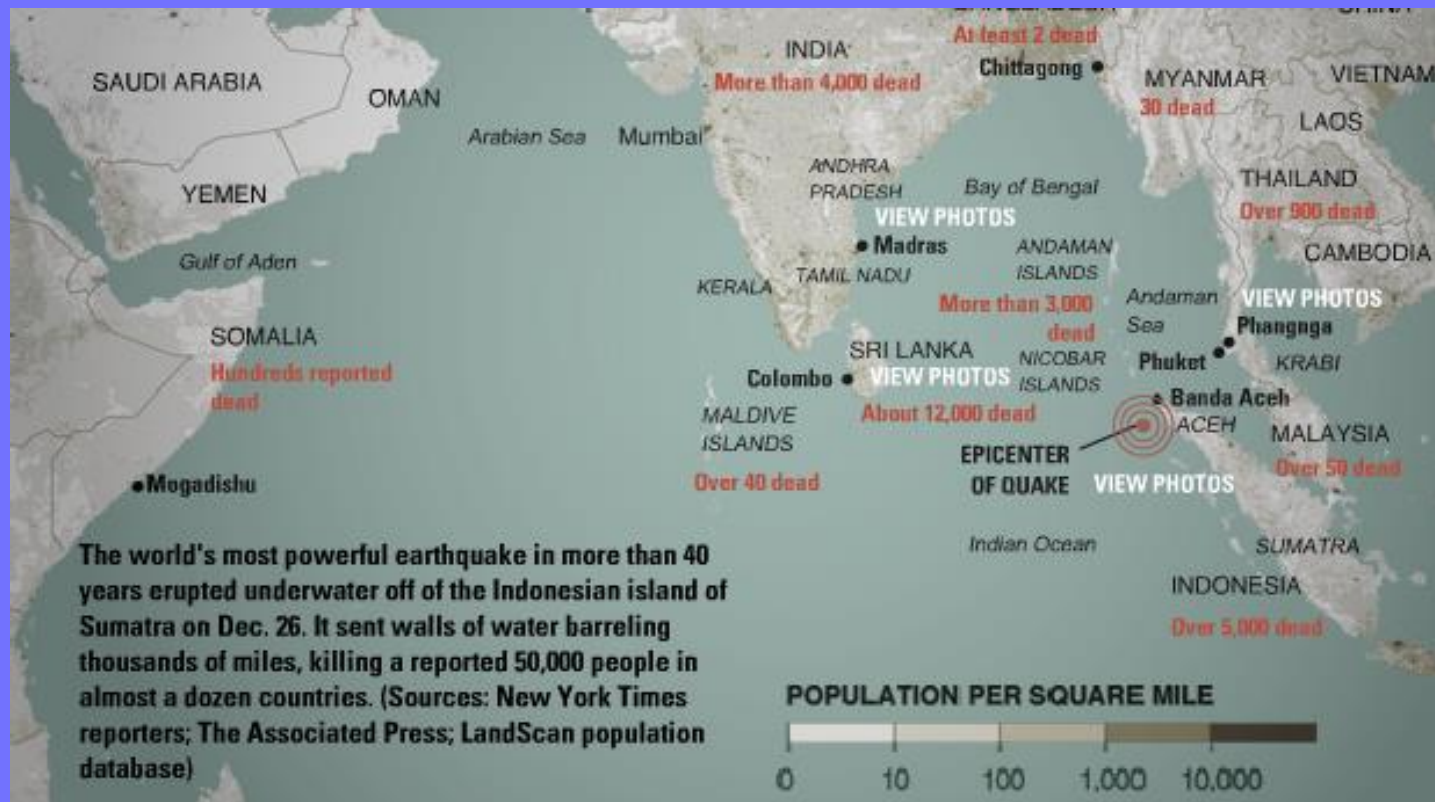 BANGLADESH
CHINA
INDIA
At least 2 dead
More than 4,000 dead
Chittagong
SAUDI ARABIA
OMAN
MYANMAR
30 dead
VIETNAM
LAOS
Arabian Sea
Mumbai
ANDHRA
PRADESH
Bay of Bengal
THAILAND
Over 900 dead
YEMEN
VIEW PHOTOS
Madras
ANDAMAN
ISLANDS
CAMBODIA
Gulf of Aden
KERALA
TAMIL NADU
More than 3,000
dead
Andaman
Sea
VIEW PHOTOS
Phangnga
SOMALIA
Hundreds reported
dead
SRI LANKA
NICOBAR
ISLANDS
Phuket
KRABI
Colombo
VIEW PHOTOS
Banda Aceh
MALDIVE
ISLANDS
About 12,000 dead
ACEH
MALAYSIA
Over 50 dead
EPICENTER
OF QUAKE
VIEW PHOTOS
Over 40 dead
Mogadishu
Indian Ocean
SUMATRA
INDONESIA
Over 5,000 dead
The world's most powerful earthquake in more than 40
years erupted underwater off of the Indonesian island of
Sumatra on Dec. 26. It sent walls of water barreling
thousands of miles, killing a reported 50,000 people in
almost a dozen countries. (Sources: New York Times
reporters; The Associated Press; LandScan population
database)
POPULATION PER SQUARE MILE
0 10 100 1,000 10,000